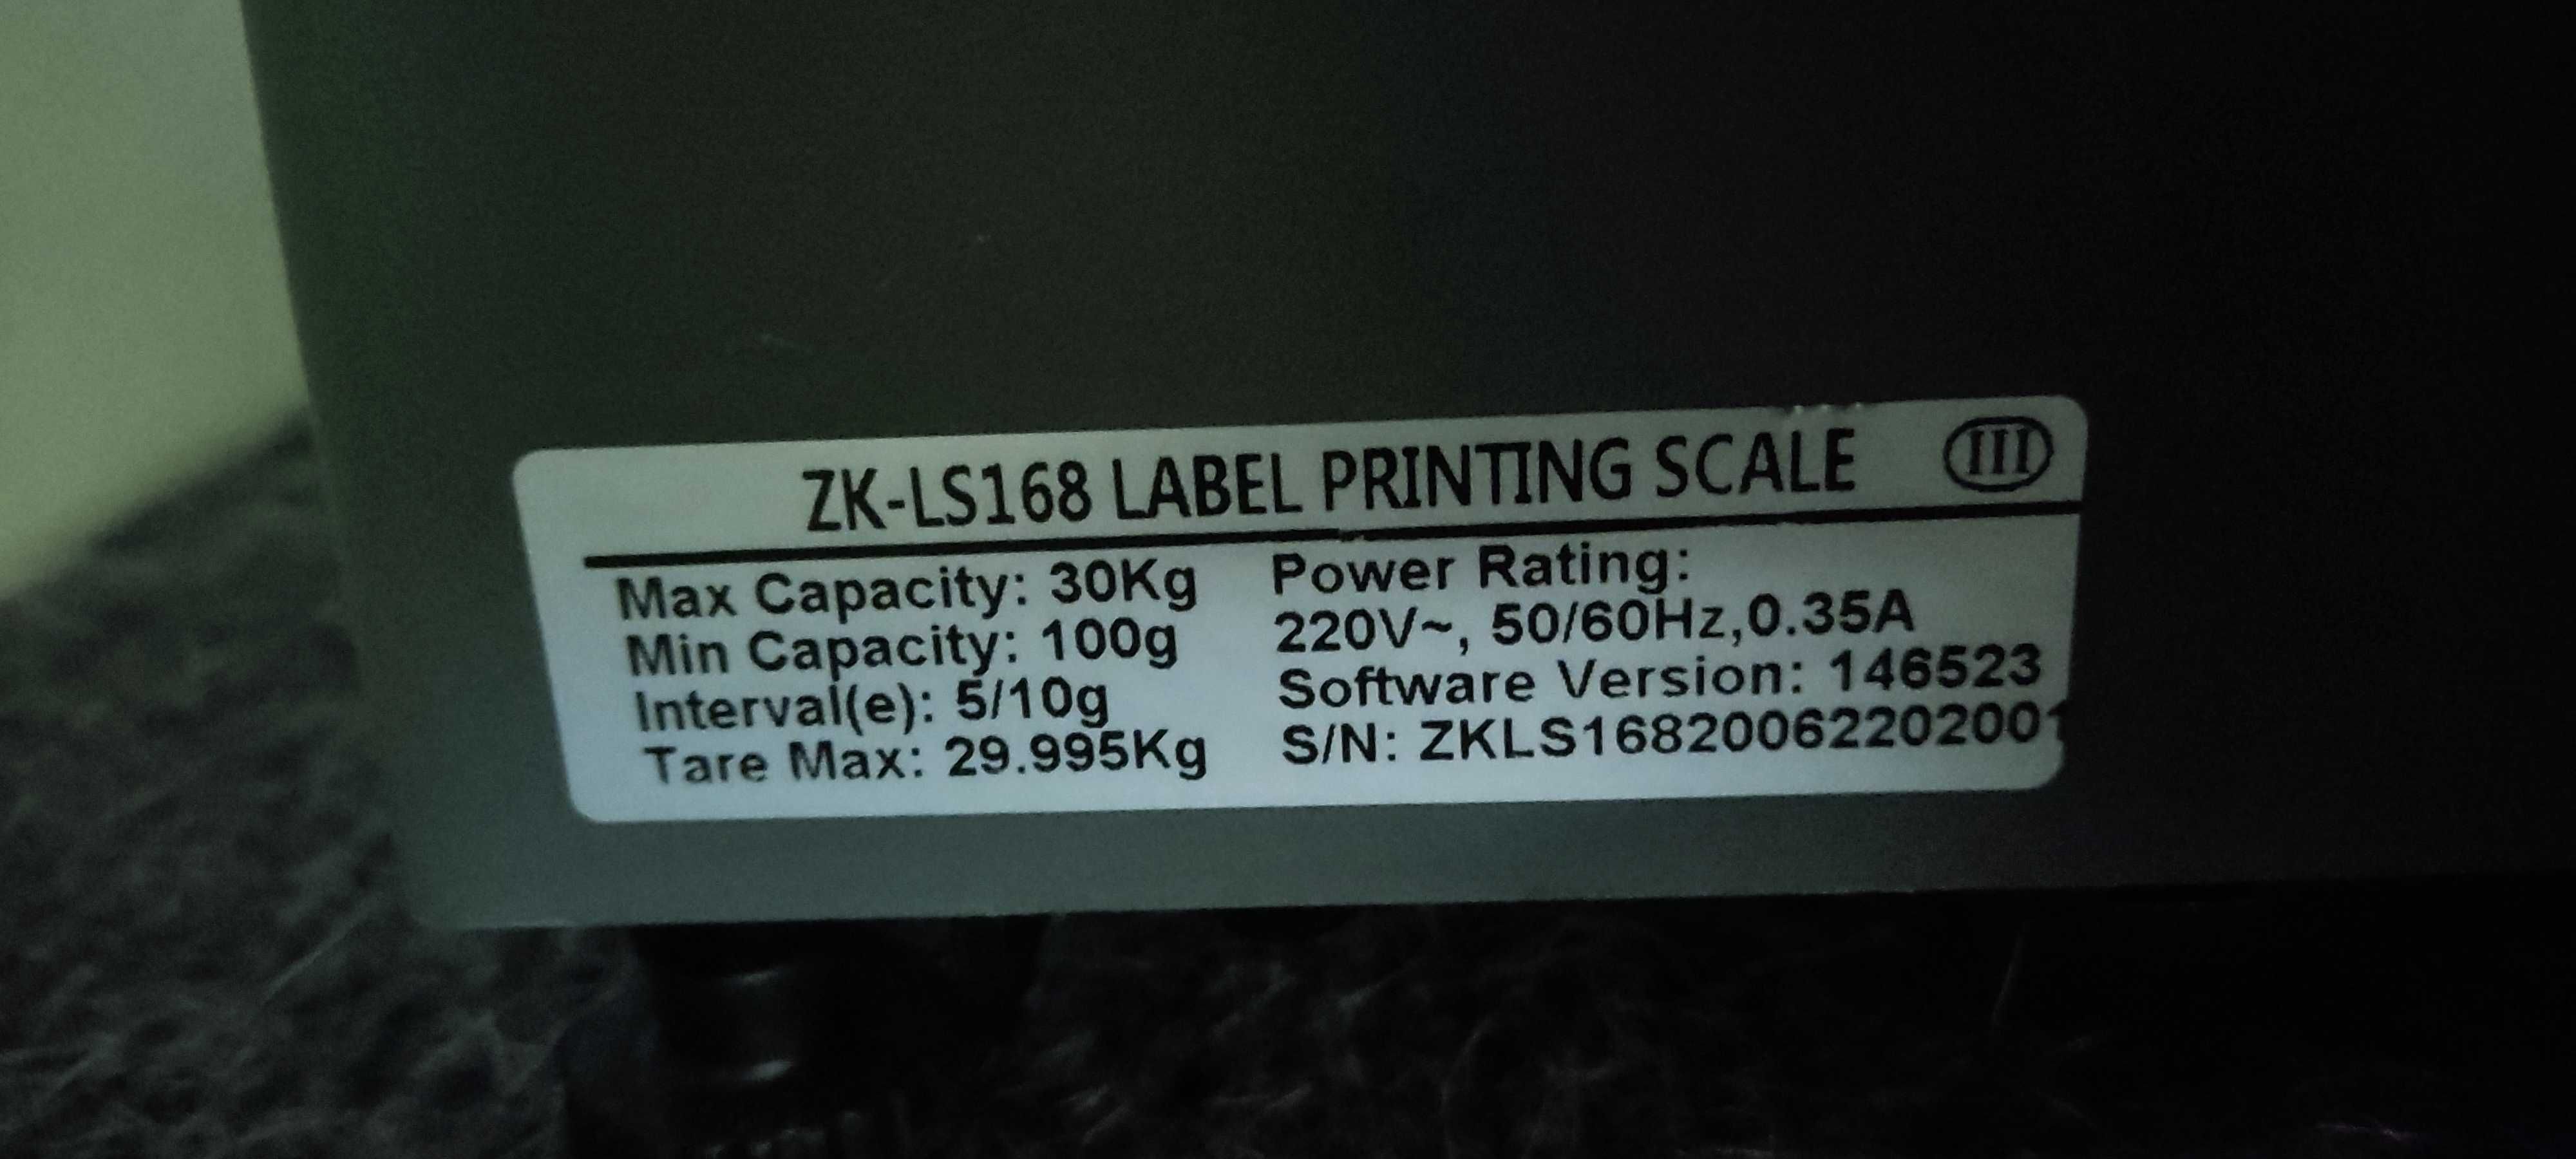 ZK-LS168 LABEL PRINTING SCALE III
Max Capacity: 30Kg
Min Capacity: 100g
Interval(e): 5/10g
Tare Max: 29.995Kg
Power Rating:
220V~, 50/60Hz,0.35A
Software Version: 146523
S/N: ZKLS16820062202001